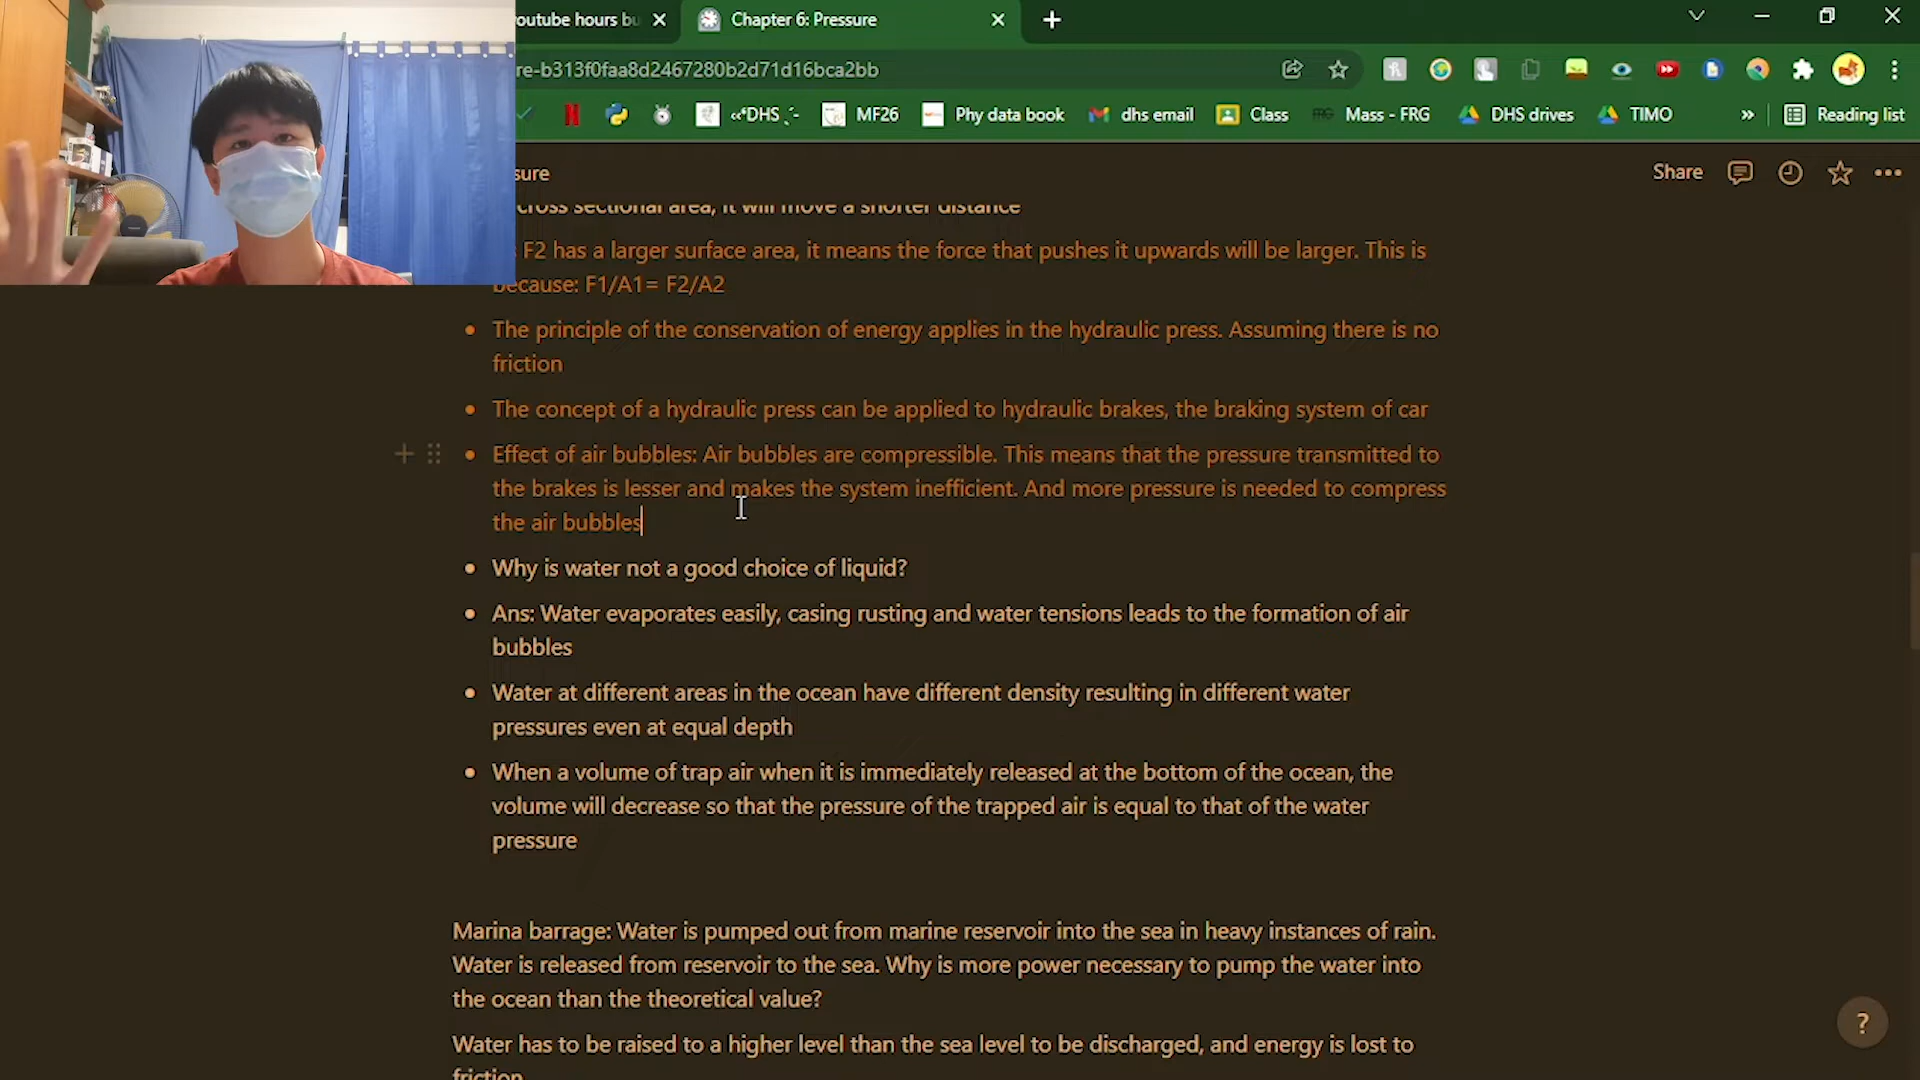 youtube hours bu
Chapter 6: Pressure
re-b313f0faa8d2467280b2d71d16bca2bb
DHS
MF26
Phy data book
dhs email
Class
Mass - FRG
DHS drives
TIMO
»
Reading list
sure
Share
cross sectional area, it will move a shorter distance
F2 has a larger surface area, it means the force that pushes it upwards will be larger. This is
because: F1/A1= F2/A2
The principle of the conservation of energy applies in the hydraulic press. Assuming there is no
friction
The concept of a hydraulic press can be applied to hydraulic brakes, the braking system of car
Effect of air bubbles: Air bubbles are compressible. This means that the pressure transmitted to
the brakes is lesser and makes the system inefficient. And more pressure is needed to compress
the air bubbles
Why is water not a good choice of liquid?
Ans: Water evaporates easily, casing rusting and water tensions leads to the formation of air
bubbles
Water at different areas in the ocean have different density resulting in different water
pressures even at equal depth
When a volume of trap air when it is immediately released at the bottom of the ocean, the
volume will decrease so that the pressure of the trapped air is equal to that of the water
pressure
Marina barrage: Water is pumped out from marine reservoir into the sea in heavy instances of rain.
Water is released from reservoir to the sea. Why is more power necessary to pump the water into
the ocean than the theoretical value?
Water has to be raised to a higher level than the sea level to be discharged, and energy is lost to
friction
?